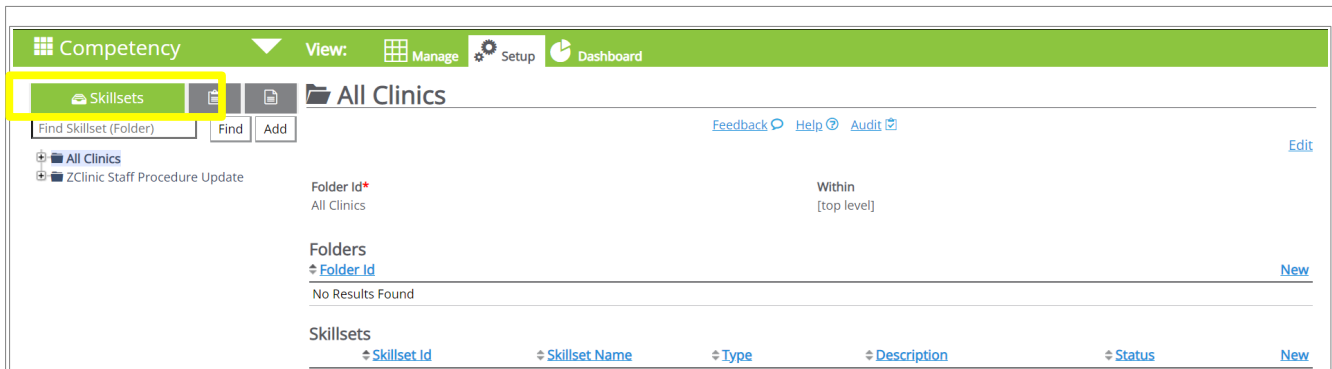 Competency View: Manage Setup Dashboard
Skillsets All Clinics
Feedback Help Audit
Find Skillset (Folder) Find Add
Edit
All Clinics
ZClinic Staff Procedure Update
Folder Id* Within
All Clinics [top level]
Folders
Folder Id New
No Results Found
Skillsets
Skillset Id Skillset Name Type Description Status New